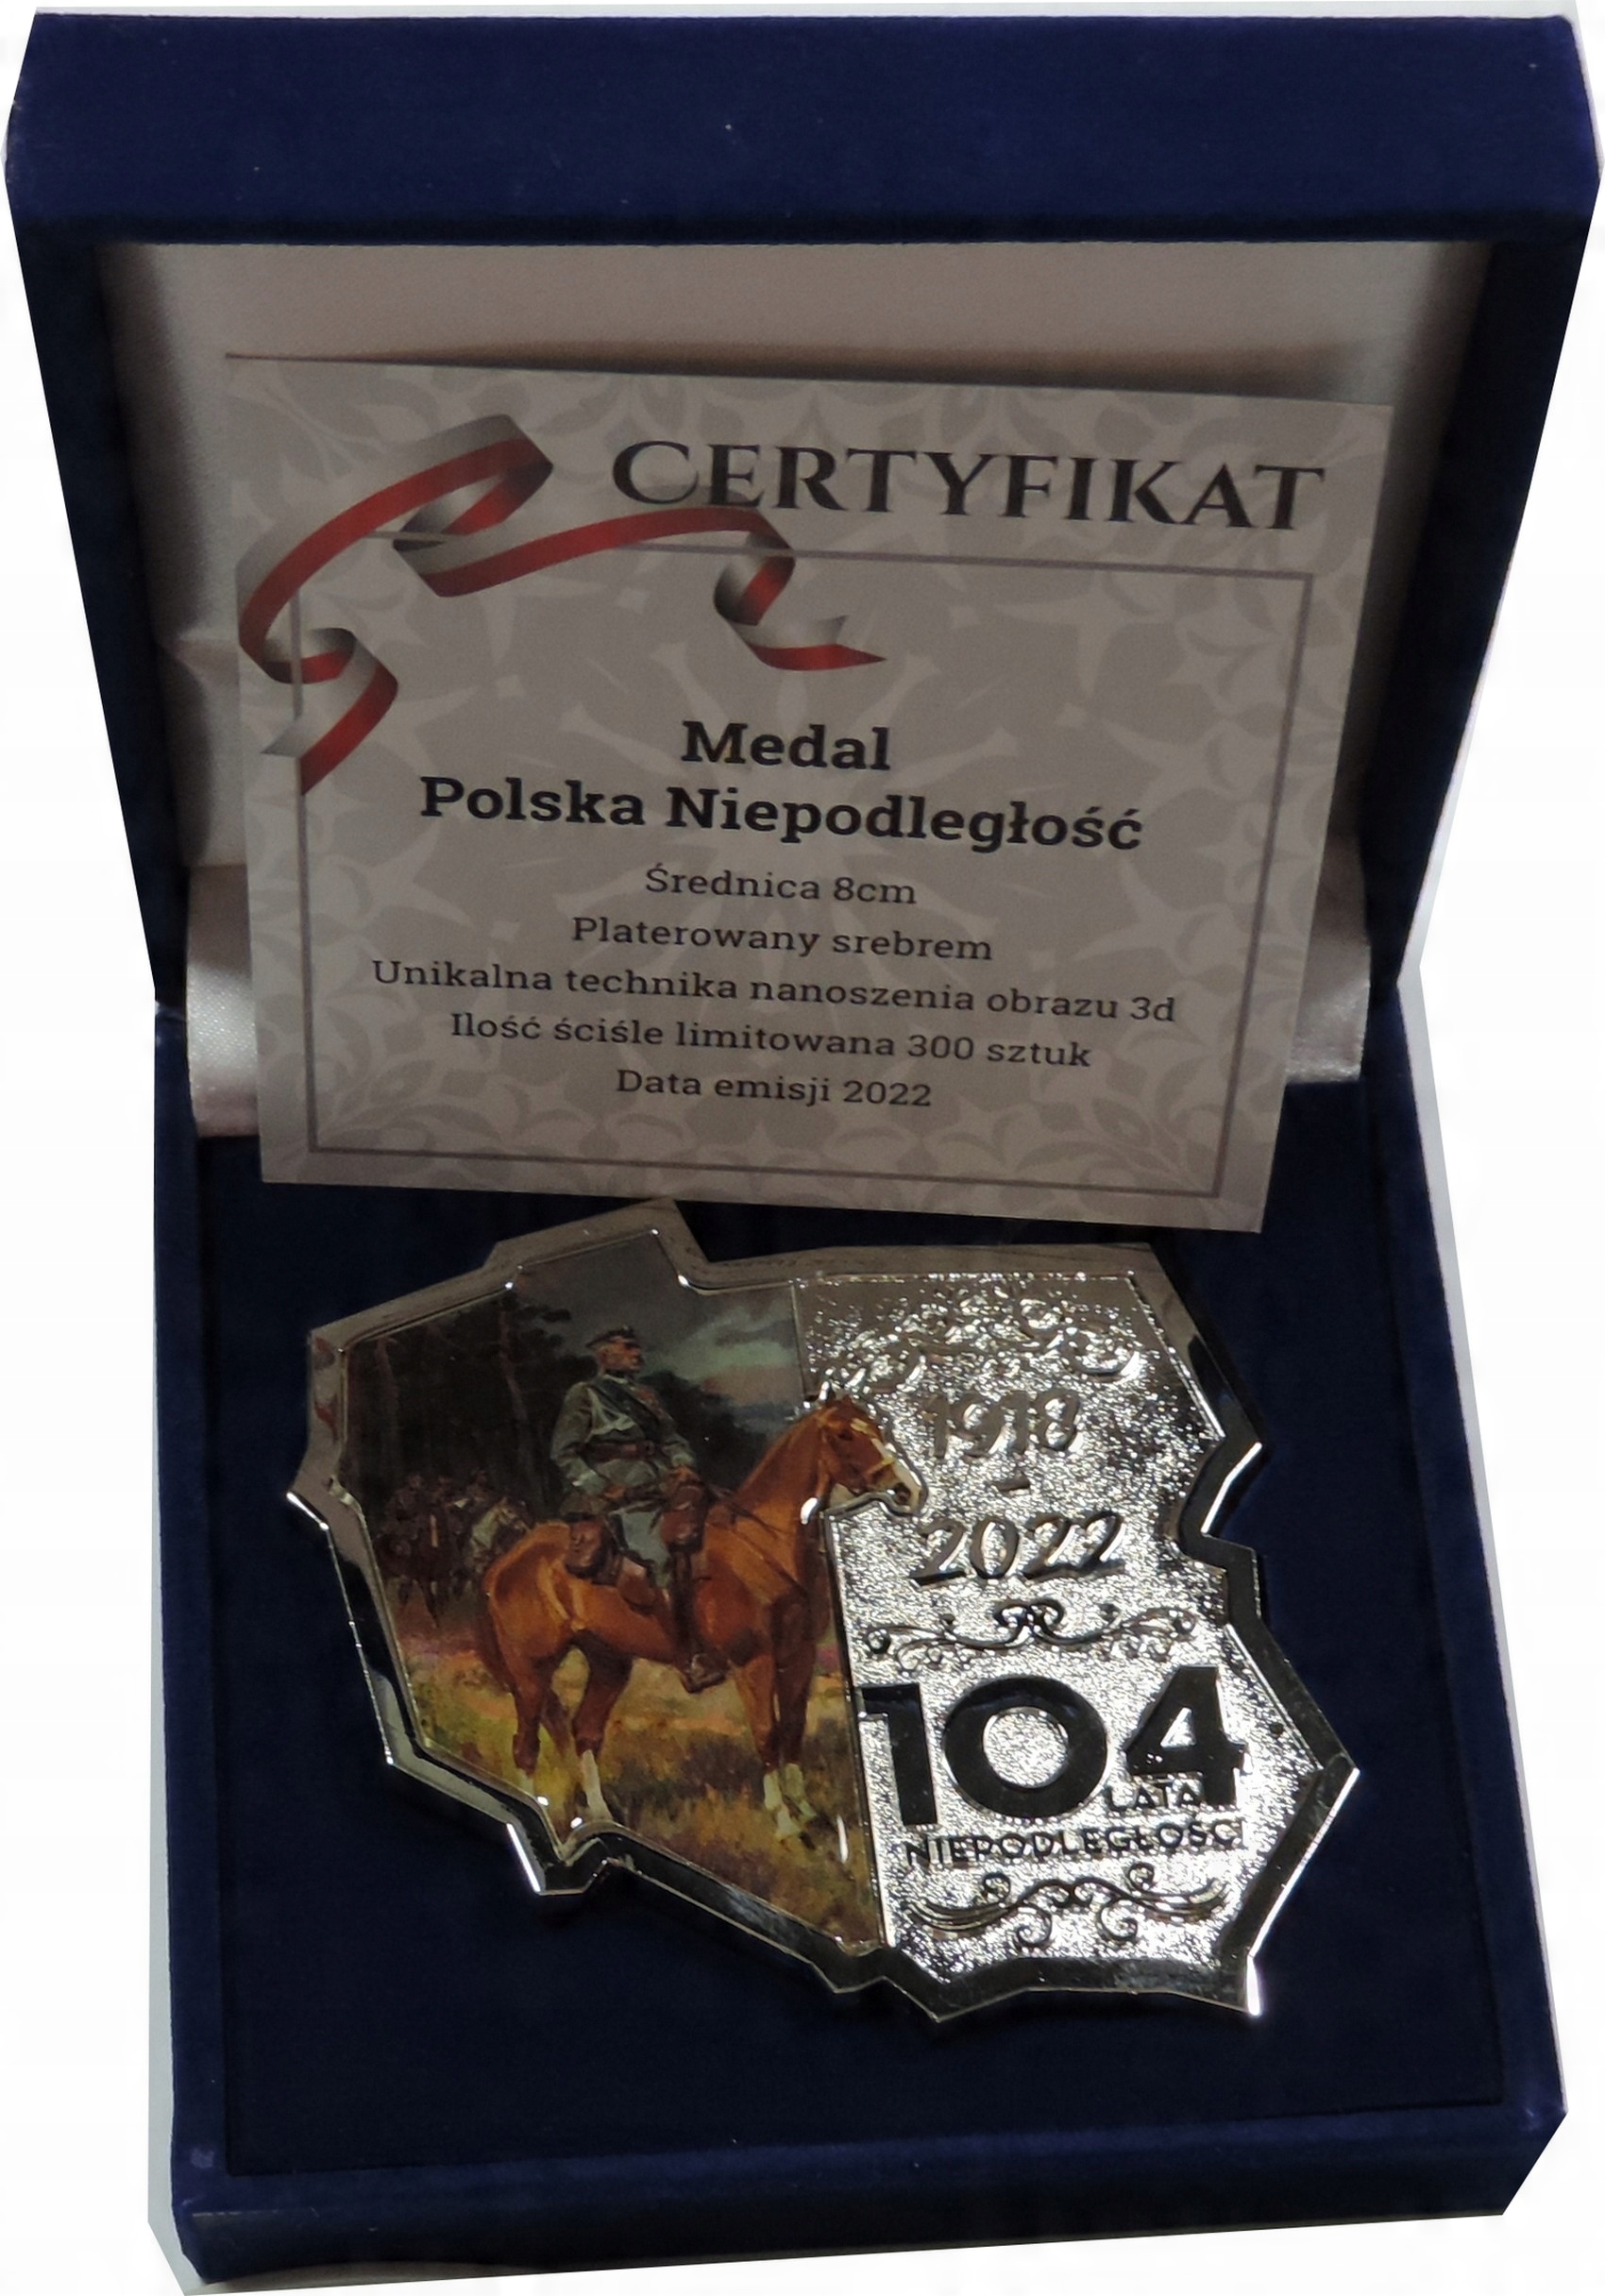 CERTYFIKAT
Medal
Polska Niepodległość
Średnica 8cm
Platerowany srebrem
Unikalna technika nanoszenia obrazu 3d
Ilość ściśle limitowana 300 sztuk
Data emisji 2022
1918
-
2022
104
LATA
NIEPODLEGŁOŚCI